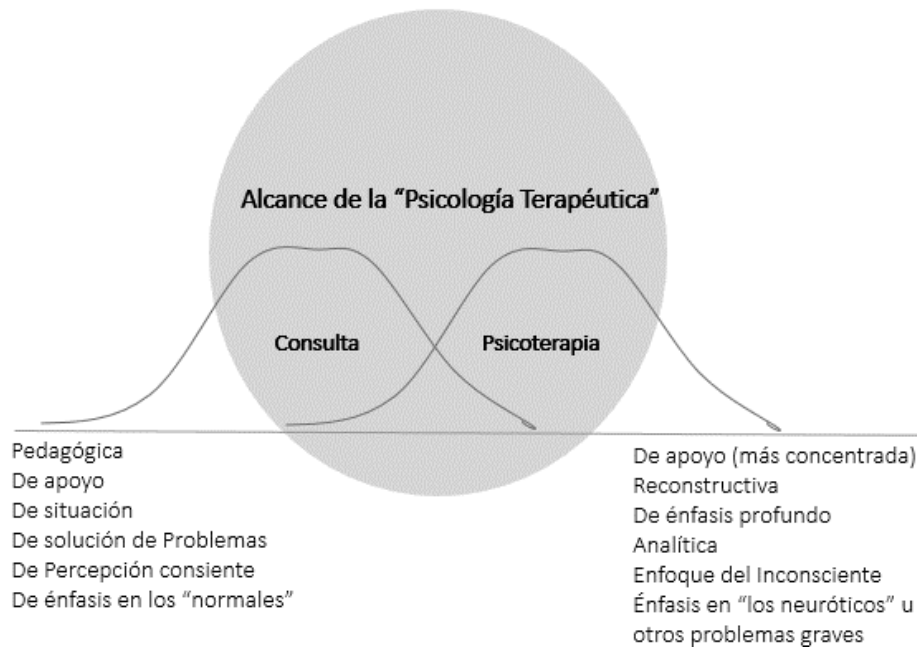 Alcance de la “Psicología Terapéutica”
Consulta
Psicoterapia
Pedagógica
De apoyo
De situación
De solución de Problemas
De Percepción consiente
De énfasis en los “normales”
De apoyo (más concentrada)
Reconstructiva
De énfasis profundo
Analítica
Enfoque del Inconsciente
Énfasis en “los neuróticos” u
otros problemas graves